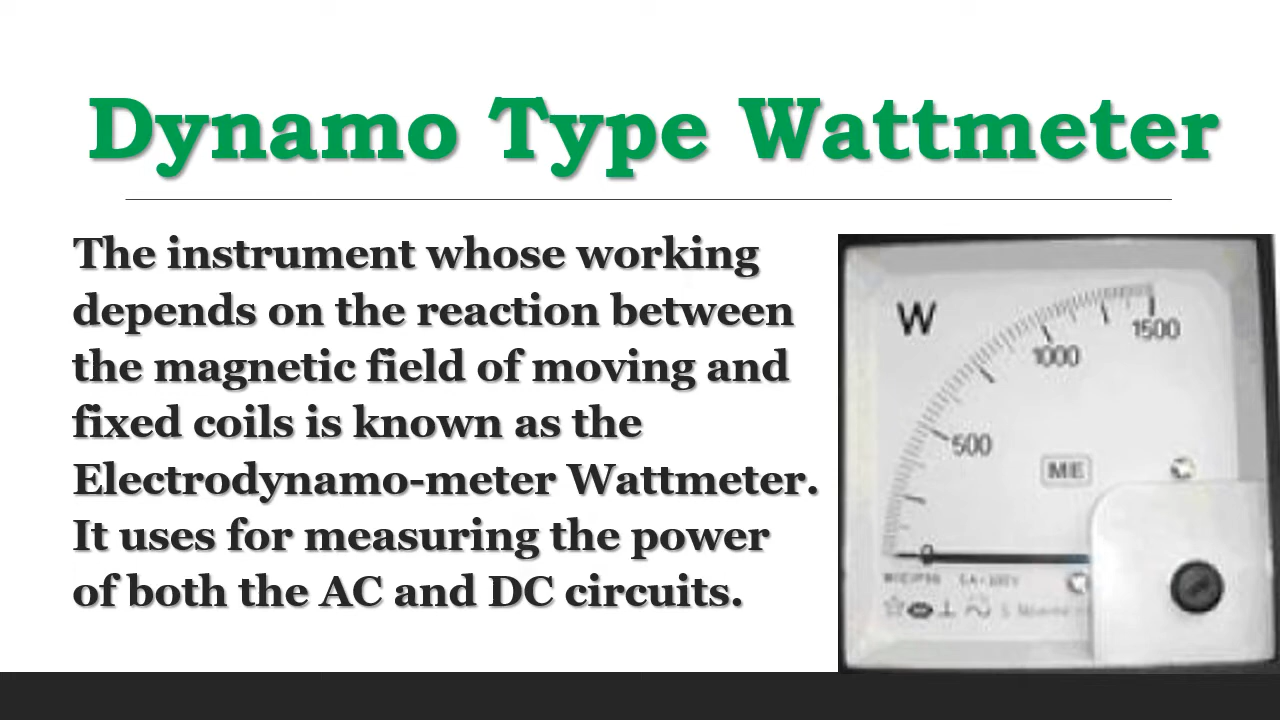 Dynamo Type Wattmeter
The instrument whose working
depends on the reaction between
the magnetic field of moving and
fixed coils is known as the
Electrodynamo-meter Wattmeter.
It uses for measuring the power
of both the AC and DC circuits.
W
1500
1000
500
ME
0